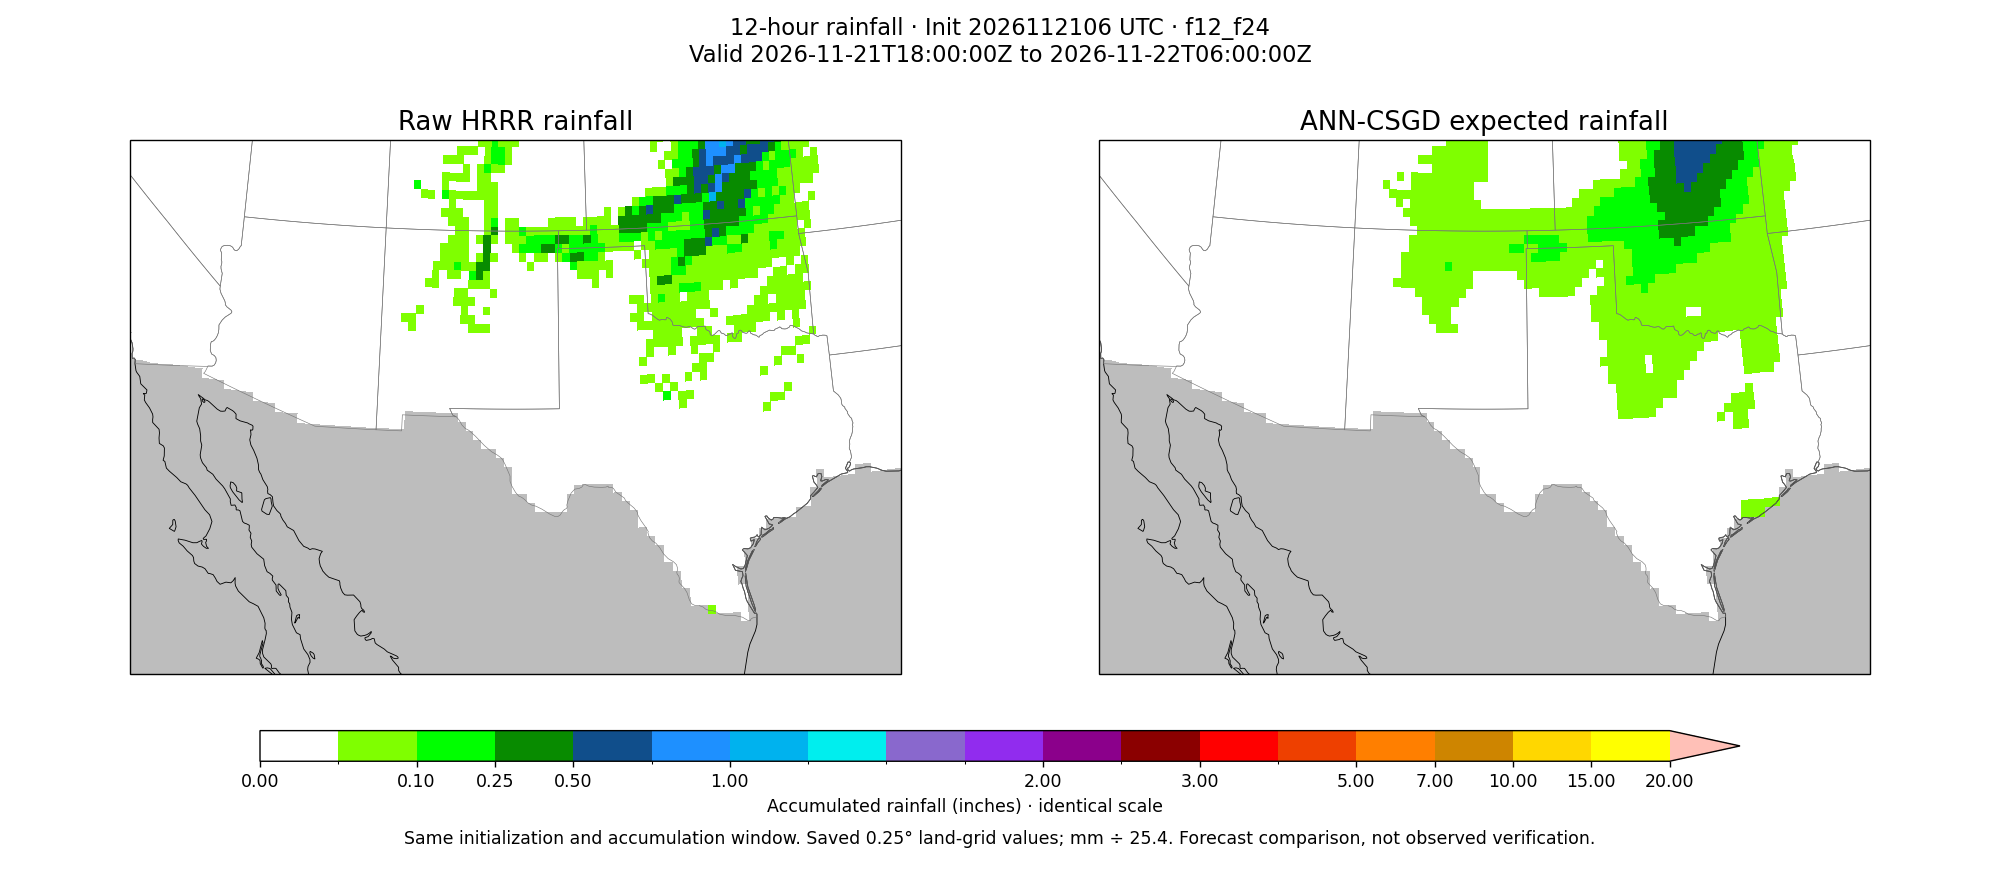 12-hour rainfall · Init 2026112106 UTC · f12_f24
Valid 2026-11-21T18:00:00Z to 2026-11-22T06:00:00Z
Raw HRRR rainfall
ANN-CSGD expected rainfall
0.00 0.10 0.25 0.50 1.00 2.00 3.00 5.00 7.00 10.00 15.00 20.00
Accumulated rainfall (inches) · identical scale
Same initialization and accumulation window. Saved 0.25° land-grid values; mm ÷ 25.4. Forecast comparison, not observed verification.